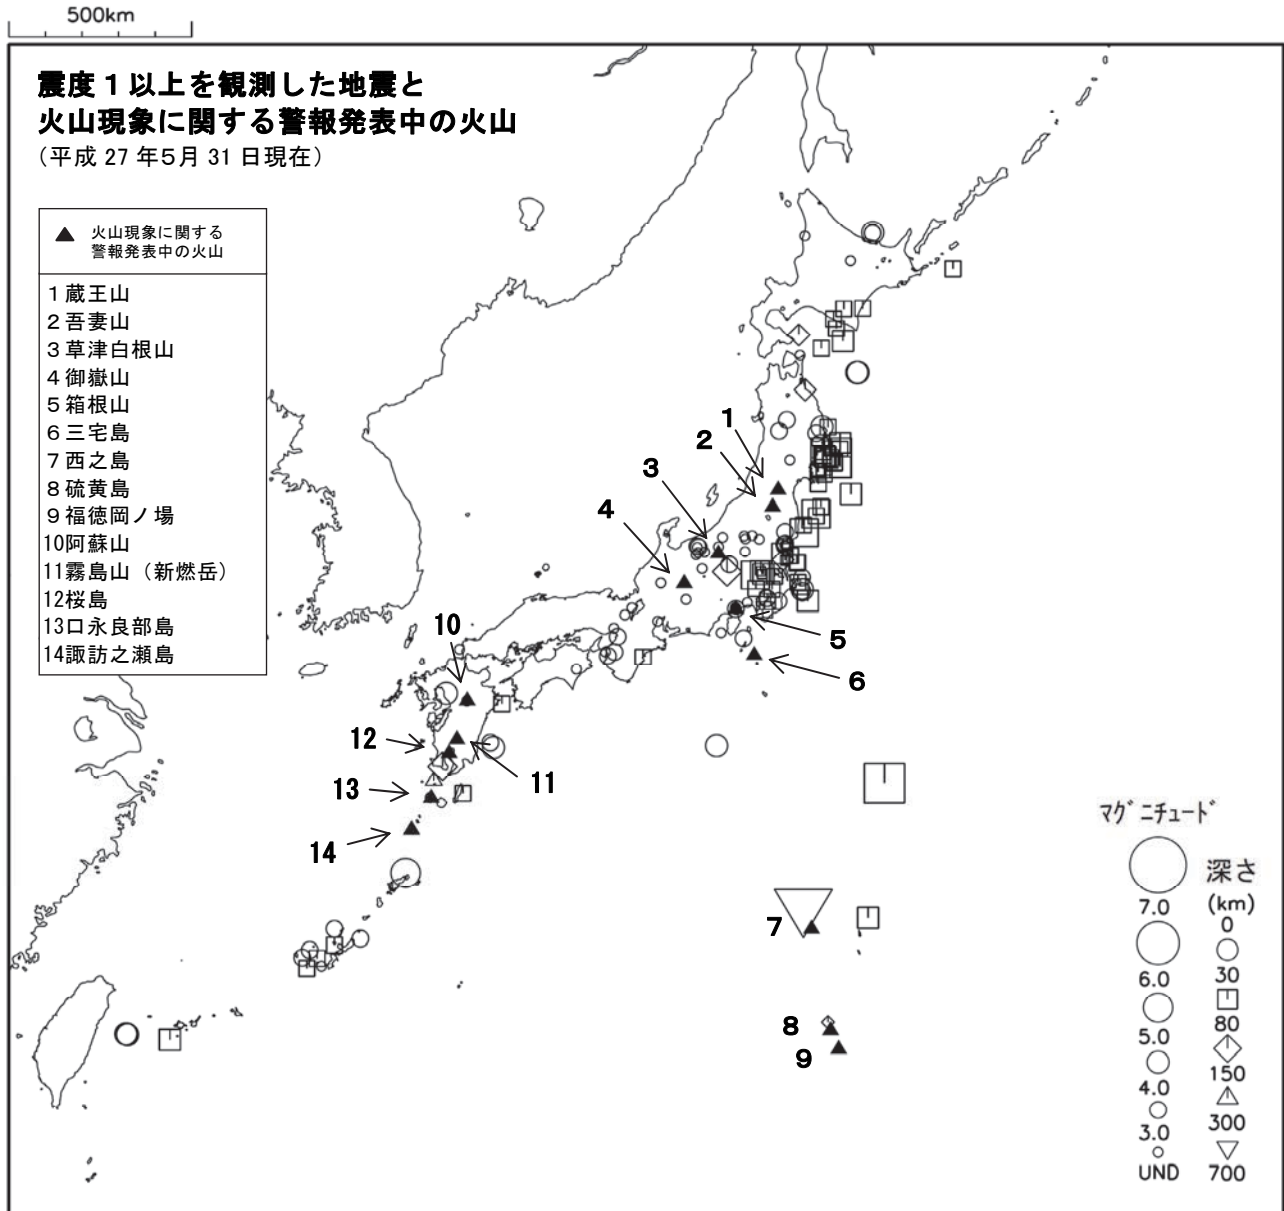 500km
震度１以上を観測した地震と
火山現象に関する警報発表中の火山
（平成 27 年5月 31 日現在）
▲ 火山現象に関する
警報発表中の火山
1蔵王山
2吾妻山
3草津白根山
4御嶽山
5箱根山
6三宅島
7西之島
8硫黄島
9福徳岡ノ場
10阿蘇山
11霧島山（新燃岳）
12桜島
13口永良部島
14諏訪之瀬島
1
2
3
4
5
6
10
12
11
13
14
7
8
9
マグニチュード
深さ
(km)
7.0
0
6.0
30
5.0
80
4.0
150
3.0
300
UND
700